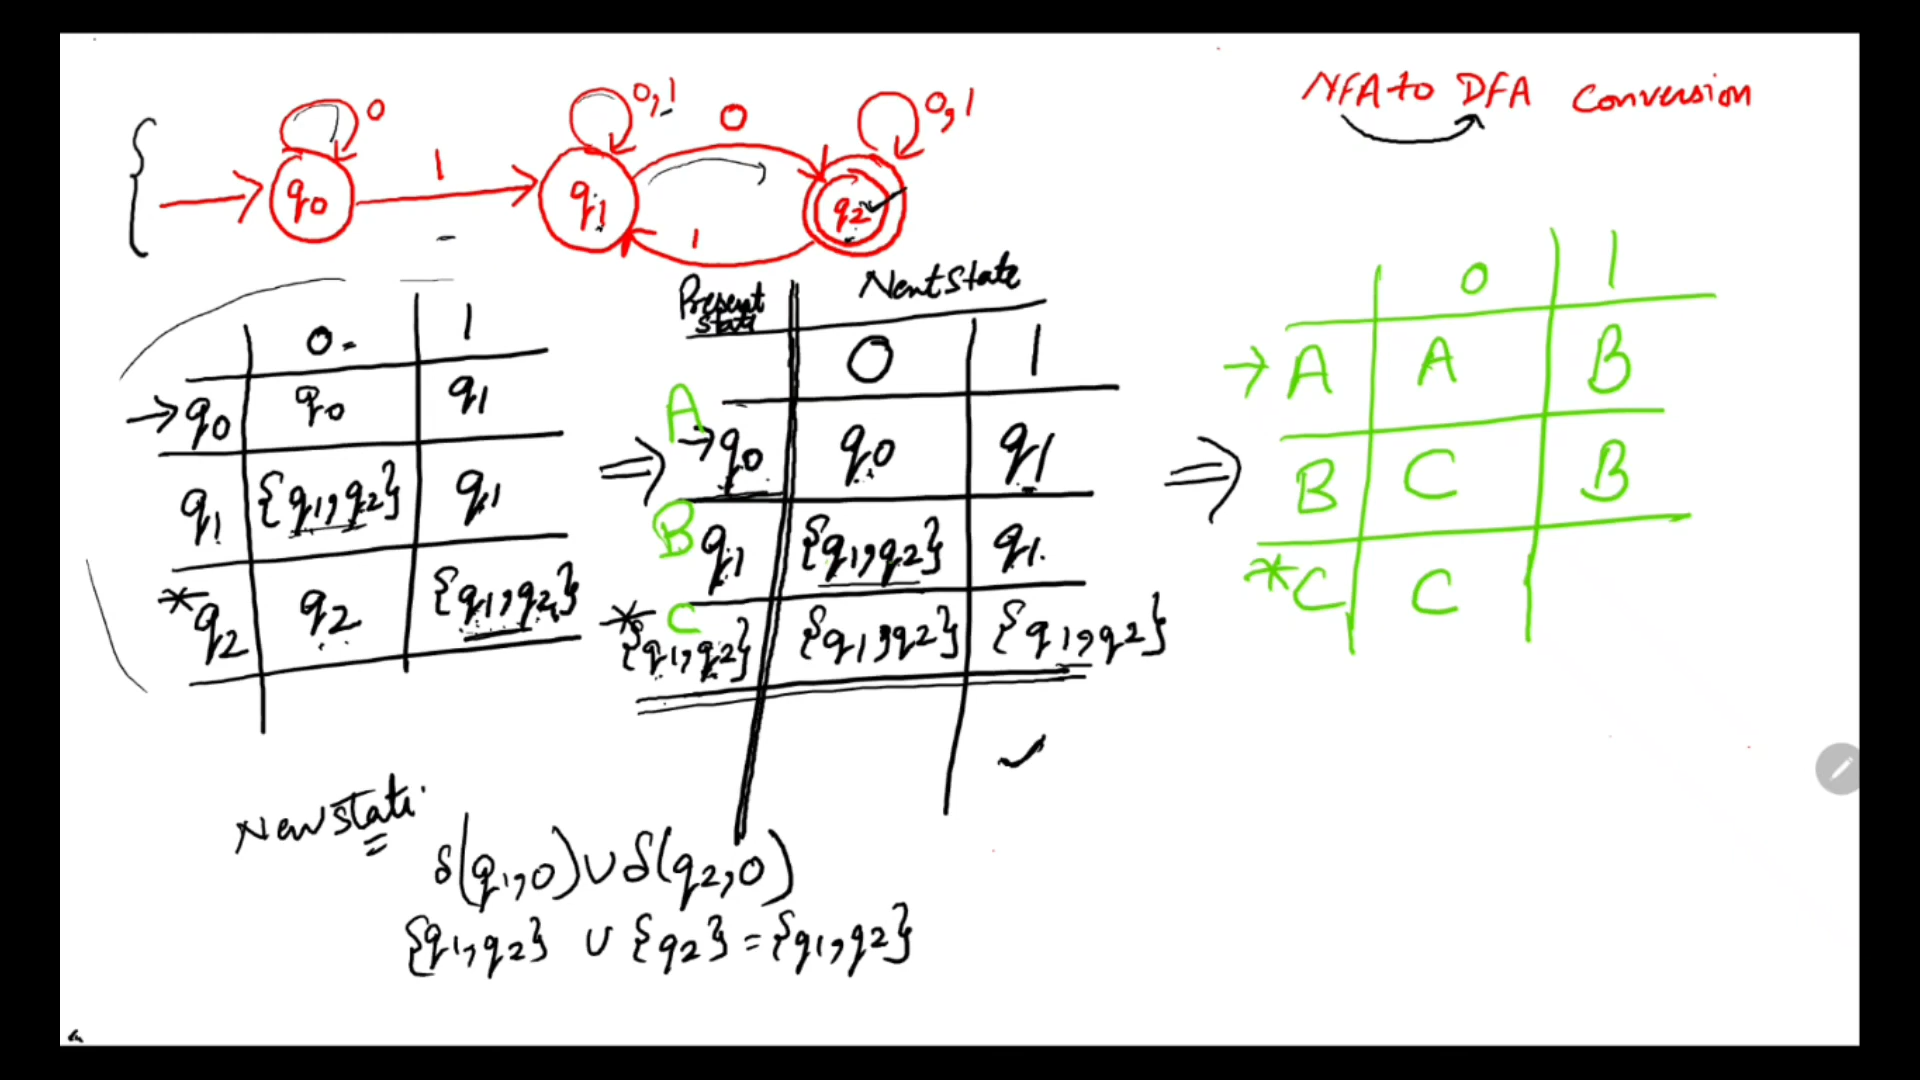 NFA to DFA Conversion
0
0,1
0
0,1
q0
1
q1
q2
1
Present
state
Next State
0
1
→ q0
q0
q1
q1
{q1,q2}
q1
* q2
q2
{q1,q2}
⇒
0
1
A
→ q0
q0
q1
B
q1
{q1,q2}
q1
* C
{q1,q2}
{q1,q2}
{q1,q2}
⇒
0
1
→ A
A
B
B
C
B
* C
C
New state
δ(q1,0) ∪ δ(q2,0)
{q1,q2} ∪ {q2} = {q1,q2}